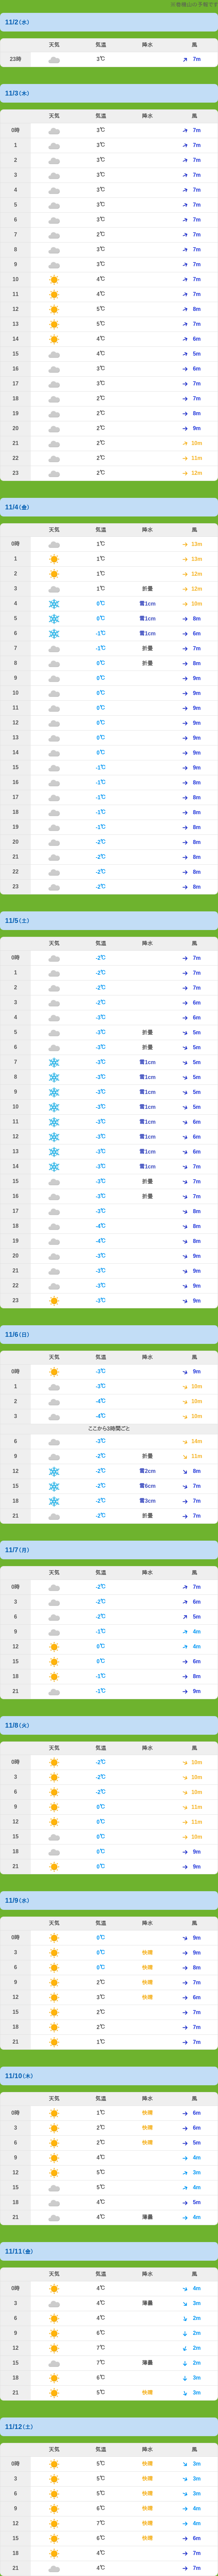 ※磐梯山の予報です
11/2(水)
天気 気温 降水 風
23時 3℃ 7m
11/3(木)
天気 気温 降水 風
0時 3℃ 7m
1 3℃ 7m
2 3℃ 7m
3 3℃ 7m
4 3℃ 7m
5 3℃ 7m
6 3℃ 7m
7 2℃ 7m
8 3℃ 7m
9 3℃ 7m
10 4℃ 7m
11 4℃ 7m
12 5℃ 8m
13 5℃ 7m
14 4℃ 6m
15 4℃ 5m
16 3℃ 6m
17 3℃ 7m
18 2℃ 7m
19 2℃ 8m
20 2℃ 9m
21 2℃ 10m
22 2℃ 11m
23 2℃ 12m
11/4(金)
天気 気温 降水 風
0時 1℃ 13m
1 1℃ 13m
2 1℃ 12m
3 1℃ 折曇 12m
4 0℃ 雪1cm 10m
5 0℃ 雪1cm 8m
6 -1℃ 雪1cm 6m
7 -1℃ 折曇 7m
8 0℃ 折曇 8m
9 0℃ 9m
10 0℃ 9m
11 0℃ 9m
12 0℃ 9m
13 0℃ 9m
14 0℃ 9m
15 -1℃ 9m
16 -1℃ 8m
17 -1℃ 8m
18 -1℃ 8m
19 -1℃ 8m
20 -2℃ 8m
21 -2℃ 8m
22 -2℃ 8m
23 -2℃ 8m
11/5(土)
天気 気温 降水 風
0時 -2℃ 7m
1 -2℃ 7m
2 -2℃ 7m
3 -2℃ 6m
4 -3℃ 6m
5 -3℃ 折曇 5m
6 -3℃ 折曇 5m
7 -3℃ 雪1cm 5m
8 -3℃ 雪1cm 5m
9 -3℃ 雪1cm 5m
10 -3℃ 雪1cm 5m
11 -3℃ 雪1cm 6m
12 -3℃ 雪1cm 6m
13 -3℃ 雪1cm 6m
14 -3℃ 雪1cm 7m
15 -3℃ 折曇 7m
16 -3℃ 折曇 7m
17 -3℃ 8m
18 -4℃ 8m
19 -4℃ 8m
20 -3℃ 9m
21 -3℃ 9m
22 -3℃ 9m
23 -3℃ 9m
11/6(日)
天気 気温 降水 風
0時 -3℃ 9m
1 -3℃ 10m
2 -4℃ 10m
3 -4℃ 10m
ここから3時間ごと
6 -3℃ 14m
9 -2℃ 折曇 11m
12 -2℃ 雪2cm 8m
15 -2℃ 雪6cm 7m
18 -2℃ 雪3cm 7m
21 -2℃ 折曇 7m
11/7(月)
天気 気温 降水 風
0時 -2℃ 7m
3 -2℃ 6m
6 -2℃ 5m
9 -1℃ 4m
12 0℃ 4m
15 0℃ 6m
18 -1℃ 8m
21 -1℃ 9m
11/8(火)
天気 気温 降水 風
0時 -2℃ 10m
3 -2℃ 10m
6 -2℃ 10m
9 0℃ 11m
12 0℃ 11m
15 0℃ 10m
18 0℃ 9m
21 0℃ 9m
11/9(水)
天気 気温 降水 風
0時 0℃ 9m
3 0℃ 快晴 9m
6 0℃ 快晴 8m
9 2℃ 快晴 7m
12 3℃ 快晴 6m
15 2℃ 7m
18 2℃ 7m
21 1℃ 7m
11/10(木)
天気 気温 降水 風
0時 1℃ 快晴 6m
3 2℃ 快晴 6m
6 2℃ 快晴 5m
9 4℃ 4m
12 5℃ 3m
15 5℃ 4m
18 4℃ 5m
21 4℃ 薄曇 4m
11/11(金)
天気 気温 降水 風
0時 4℃ 4m
3 4℃ 薄曇 3m
6 4℃ 2m
9 6℃ 2m
12 7℃ 2m
15 7℃ 薄曇 2m
18 6℃ 3m
21 5℃ 快晴 3m
11/12(土)
天気 気温 降水 風
0時 5℃ 快晴 3m
3 5℃ 快晴 3m
6 5℃ 快晴 3m
9 6℃ 快晴 4m
12 7℃ 快晴 4m
15 6℃ 快晴 6m
18 4℃ 7m
21 4℃ 7m